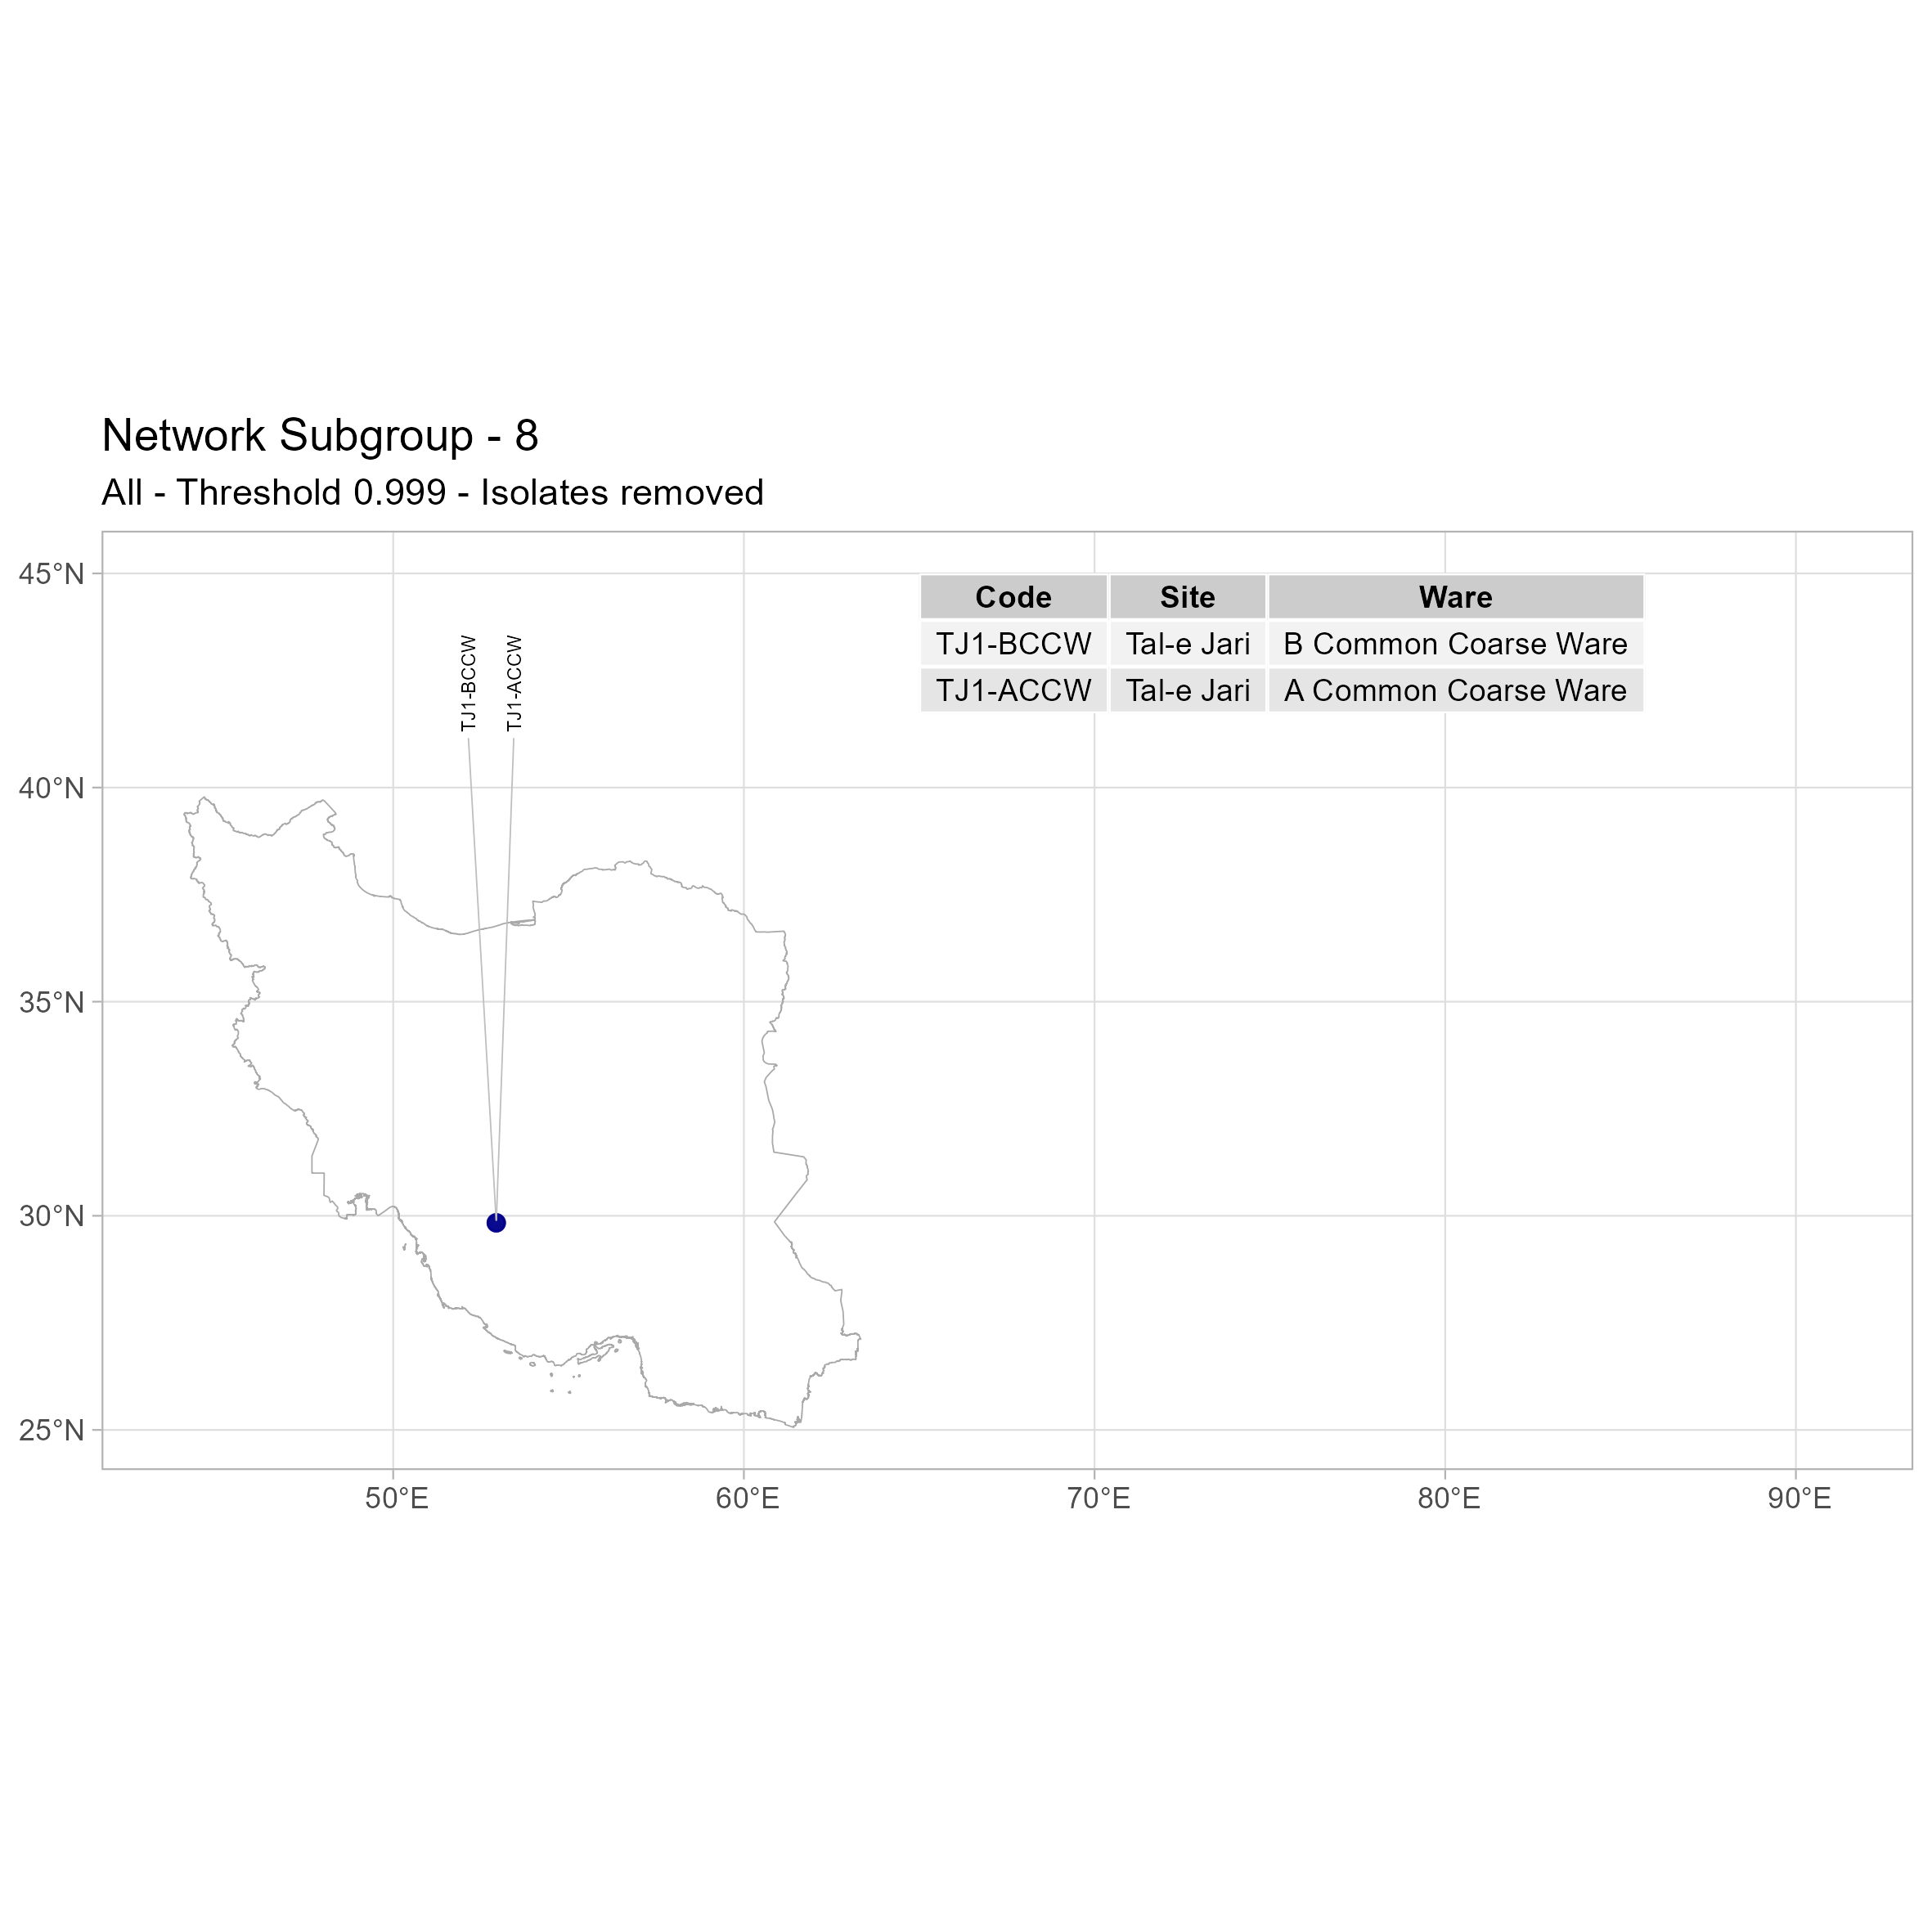 Network Subgroup - 8
All - Threshold 0.999 - Isolates removed
45°N
40°N
35°N
30°N
25°N
TJ1-BCCW
TJ1-ACCW
Code Site Ware
TJ1-BCCW Tal-e Jari B Common Coarse Ware
TJ1-ACCW Tal-e Jari A Common Coarse Ware
50°E 60°E 70°E 80°E 90°E